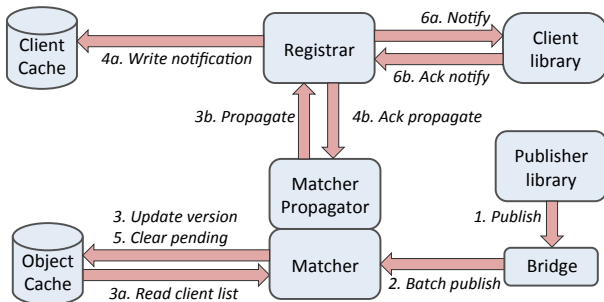 6a. Notify
Client
Cache
4a. Write notification
Registrar
Client
library
6b. Ack notify
3b. Propagate
4b. Ack propagate
Publisher
library
Matcher
Propagator
1. Publish
3. Update version
5. Clear pending
Object
Cache
Matcher
Bridge
2. Batch publish
3a. Read client list